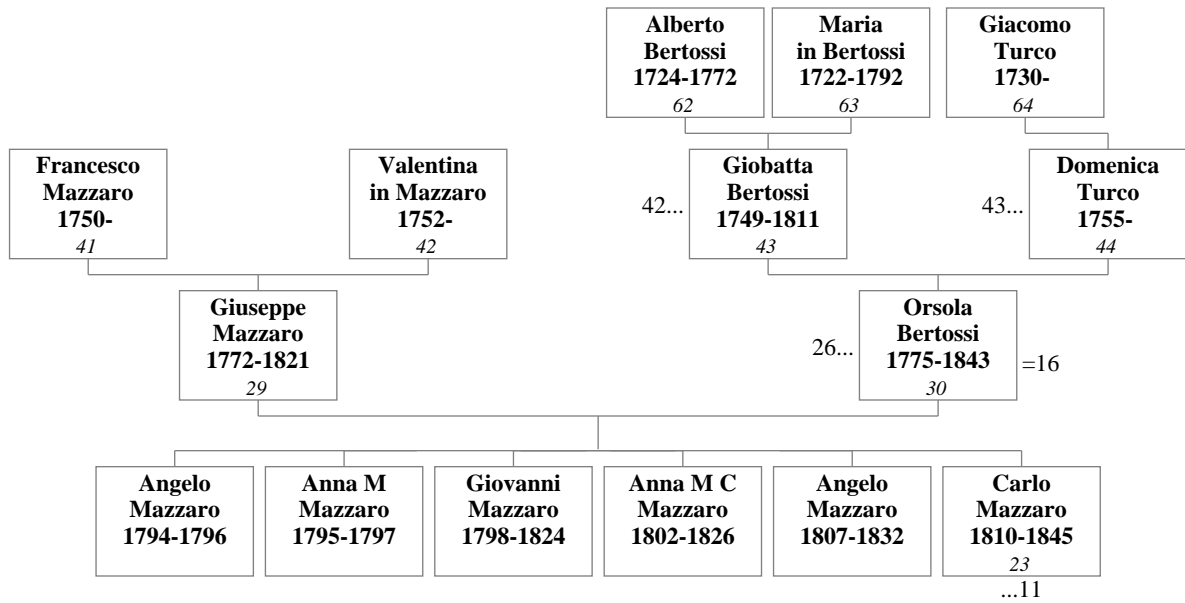 Alberto
Bertossi
1724-1772
62
Maria
in Bertossi
1722-1792
63
Giacomo
Turco
1730-
64
Francesco
Mazzaro
1750-
41
Valentina
in Mazzaro
1752-
42
42...
Giobatta
Bertossi
1749-1811
43
43...
Domenica
Turco
1755-
44
Giuseppe
Mazzaro
1772-1821
29
26...
Orsola
Bertossi
1775-1843
30
=16
Angelo
Mazzaro
1794-1796
Anna M
Mazzaro
1795-1797
Giovanni
Mazzaro
1798-1824
Anna M C
Mazzaro
1802-1826
Angelo
Mazzaro
1807-1832
Carlo
Mazzaro
1810-1845
23
...11